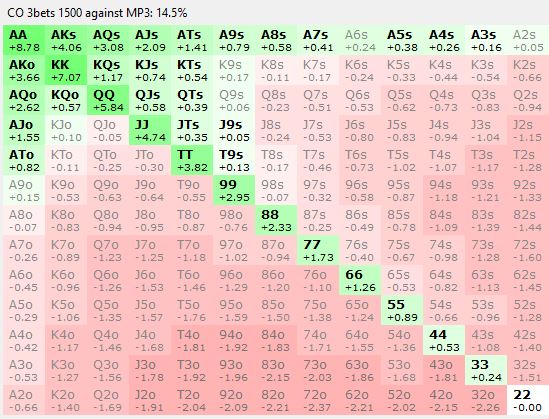 CO 3bets 1500 against MP3: 14.5%
AA AKs AQs AJs ATs A9s A8s A7s A6s A5s A4s A3s A2s
+8.78 +4.06 +3.08 +2.09 +1.41 +0.79 +0.58 +0.41 +0.24 +0.38 +0.26 +0.16 +0.05
AKo KK KQs KJs KTs K9s K8s K7s K6s K5s K4s K3s K2s
+3.66 +7.07 +1.17 +0.74 +0.54 +0.17 -0.11 -0.17 -0.24 -0.33 -0.44 -0.54 -0.66
AQo KQo QQ QJs QTs Q9s Q8s Q7s Q6s Q5s Q4s Q3s Q2s
+2.62 +0.57 +5.84 +0.58 +0.39 +0.06 -0.23 -0.51 -0.53 -0.62 -0.73 -0.83 -0.94
AJo KJo QJo JJ JTs J9s J8s J7s J6s J5s J4s J3s J2s
+1.55 +0.10 -0.05 +4.74 +0.35 +0.05 -0.24 -0.53 -0.80 -0.83 -0.94 -1.04 -1.15
ATo KTo QTo JTo TT T9s T8s T7s T6s T5s T4s T3s T2s
+0.82 -0.11 -0.25 -0.30 +3.82 +0.13 -0.17 -0.46 -0.73 -1.02 -1.07 -1.17 -1.28
A9o K9o Q9o J9o T9o 99 98s 97s 96s 95s 94s 93s 92s
+0.15 -0.53 -0.63 -0.64 -0.55 +2.95 -0.07 -0.32 -0.58 -0.87 -1.18 -1.21 -1.33
A8o K8o Q8o J8o T8o 98o 88 87s 86s 85s 84s 83s 82s
-0.07 -0.83 -0.94 -0.95 -0.87 -0.76 +2.33 -0.25 -0.49 -0.78 -1.09 -1.39 -1.44
A7o K7o Q7o J7o T7o 97o 87o 77 76s 75s 74s 73s 72s
-0.26 -0.89 -1.23 -1.25 -1.18 -1.02 -0.94 +1.73 -0.40 -0.67 -0.98 -1.28 -1.60
A6o K6o Q6o J6o T6o 96o 86o 76o 66 65s 64s 63s 62s
-0.45 -0.96 -1.26 -1.53 -1.46 -1.29 -1.20 -1.10 +1.26 -0.53 -0.82 -1.13 -1.45
A5o K5o Q5o J5o T5o 95o 85o 75o 65o 55 54s 53s 52s
-0.29 -1.06 -1.35 -1.57 -1.76 -1.59 -1.50 -1.38 -1.24 +0.89 -0.66 -0.96 -1.28
A4o K4o Q4o J4o T4o 94o 84o 74o 64o 54o 44 43s 42s
-0.42 -1.17 -1.46 -1.68 -1.81 -1.92 -1.83 -1.71 -1.55 -1.36 +0.53 -1.08 -1.40
A3o K3o Q3o J3o T3o 93o 83o 73o 63o 53o 43o 33 32s
-0.53 -1.27 -1.56 -1.78 -1.92 -1.96 -2.15 -2.03 -1.86 -1.68 -1.83 +0.24 -1.51
A2o K2o Q2o J2o T2o 92o 82o 72o 62o 52o 42o 32o 22
-0.66 -1.40 -1.69 -1.91 -2.04 -2.09 -2.21 -2.37 -2.21 -2.02 -2.15 -2.26 -0.00